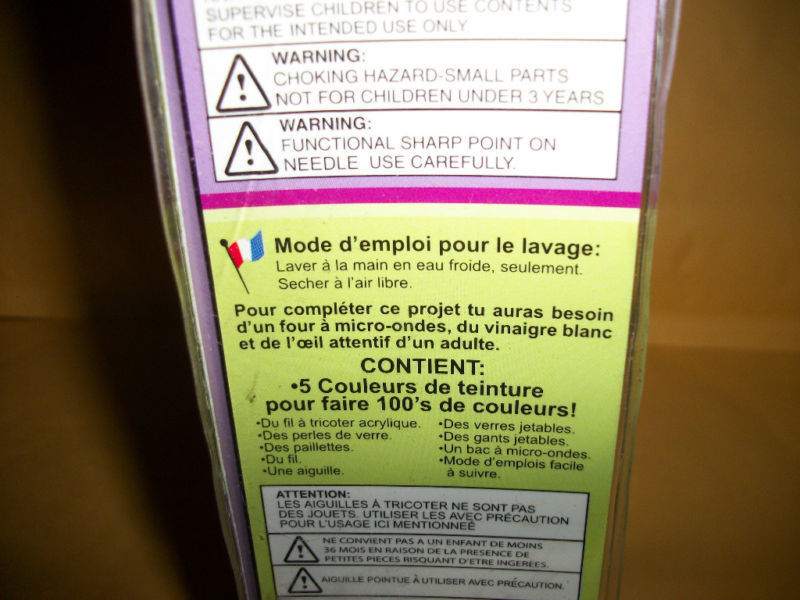 SUPERVISE CHILDREN TO USE CONTENTS
FOR THE INTENDED USE ONLY
WARNING:
CHOKING HAZARD-SMALL PARTS
NOT FOR CHILDREN UNDER 3 YEARS
WARNING:
FUNCTIONAL SHARP POINT ON
NEEDLE USE CAREFULLY.
Mode d'emploi pour le lavage:
Laver à la main en eau froide, seulement.
Secher à l'air libre.
Pour compléter ce projet tu auras besoin
d'un four à micro-ondes, du vinaigre blanc
et de l'œil attentif d'un adulte.
CONTIENT:
•5 Couleurs de teinture
pour faire 100's de couleurs!
•Du fil à tricoter acrylique.
•Des perles de verre.
•Des paillettes.
•Du fil.
•Une aiguille.
•Des verres jetables.
•Des gants jetables.
•Un bac à micro-ondes.
•Mode d'emplois facile
à suivre.
ATTENTION:
LES AIGUILLES À TRICOTER NE SONT PAS
DES JOUETS. UTILISER LES AVEC PRÉCAUTION
POUR L'USAGE ICI MENTIONNEÉ
NE CONVIENT PAS A UN ENFANT DE MOINS
36 MOIS EN RAISON DE LA PRESENCE DE
PETITES PIECES RISQUANT D'ETRE INGEREES.
AIGUILLE POINTUE À UTILISER AVEC PRÉCAUTION.